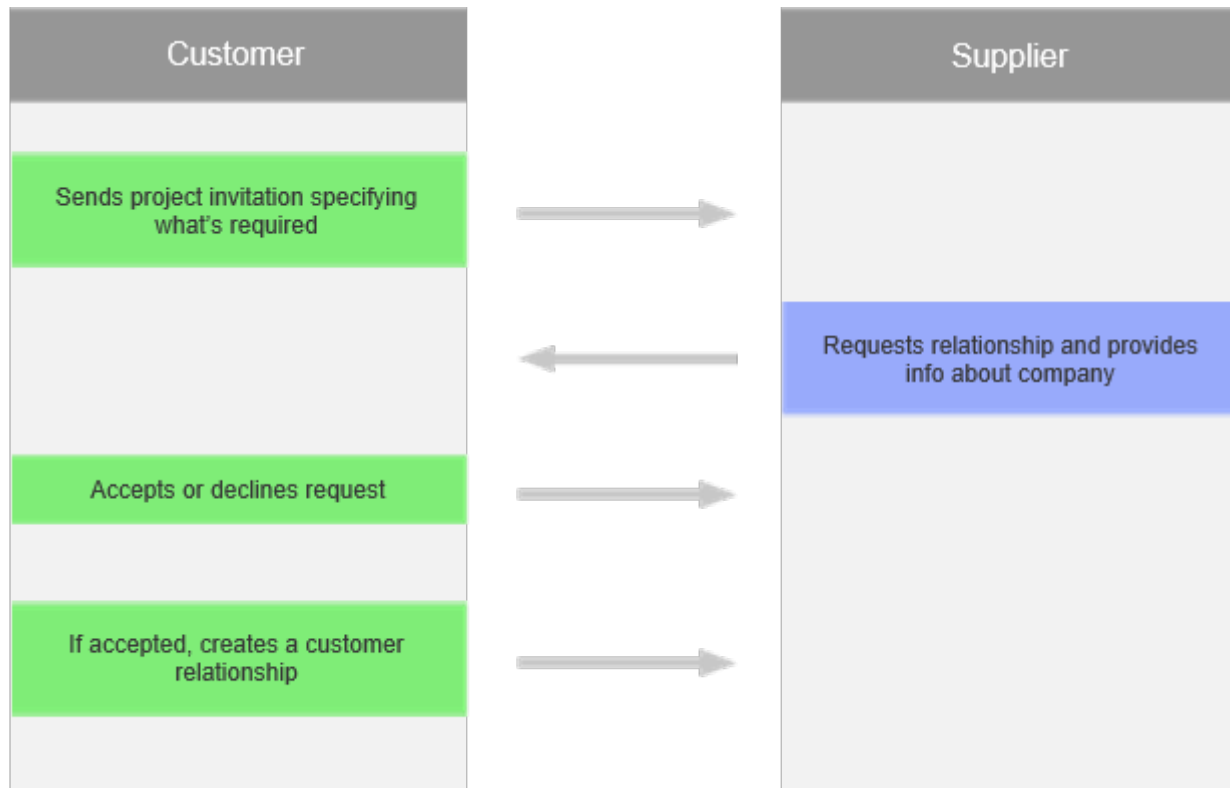 Customer
Supplier
Sends project invitation specifying
what's required
Requests relationship and provides
info about company
Accepts or declines request
If accepted, creates a customer
relationship